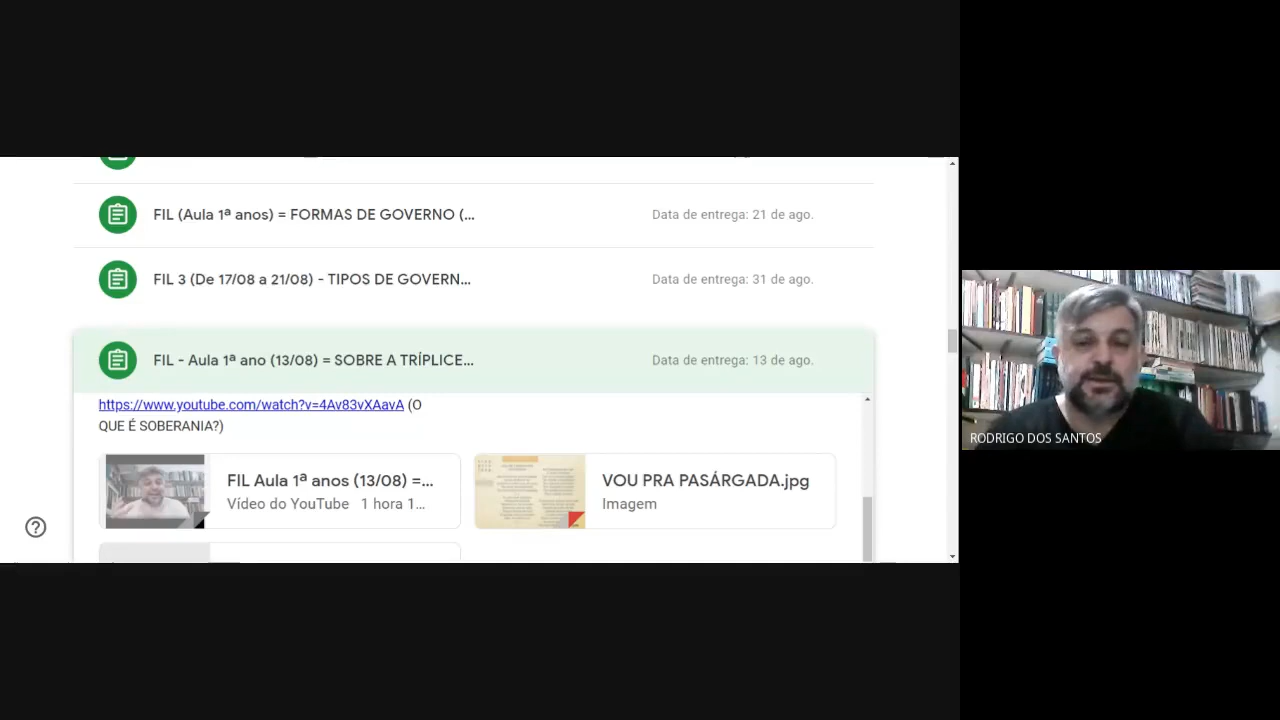 FIL (Aula 1ª anos) = FORMAS DE GOVERNO (...
Data de entrega: 21 de ago.
FIL 3 (De 17/08 a 21/08) - TIPOS DE GOVERN...
Data de entrega: 31 de ago.
FIL - Aula 1ª ano (13/08) = SOBRE A TRÍPLICE...
Data de entrega: 13 de ago.
https://www.youtube.com/watch?v=4Av83vXAavA (O
QUE É SOBERANIA?)
FIL Aula 1ª anos (13/08) =...
Vídeo do YouTube 1 hora 1...
VOU PRA PASÁRGADA.jpg
Imagem
RODRIGO DOS SANTOS